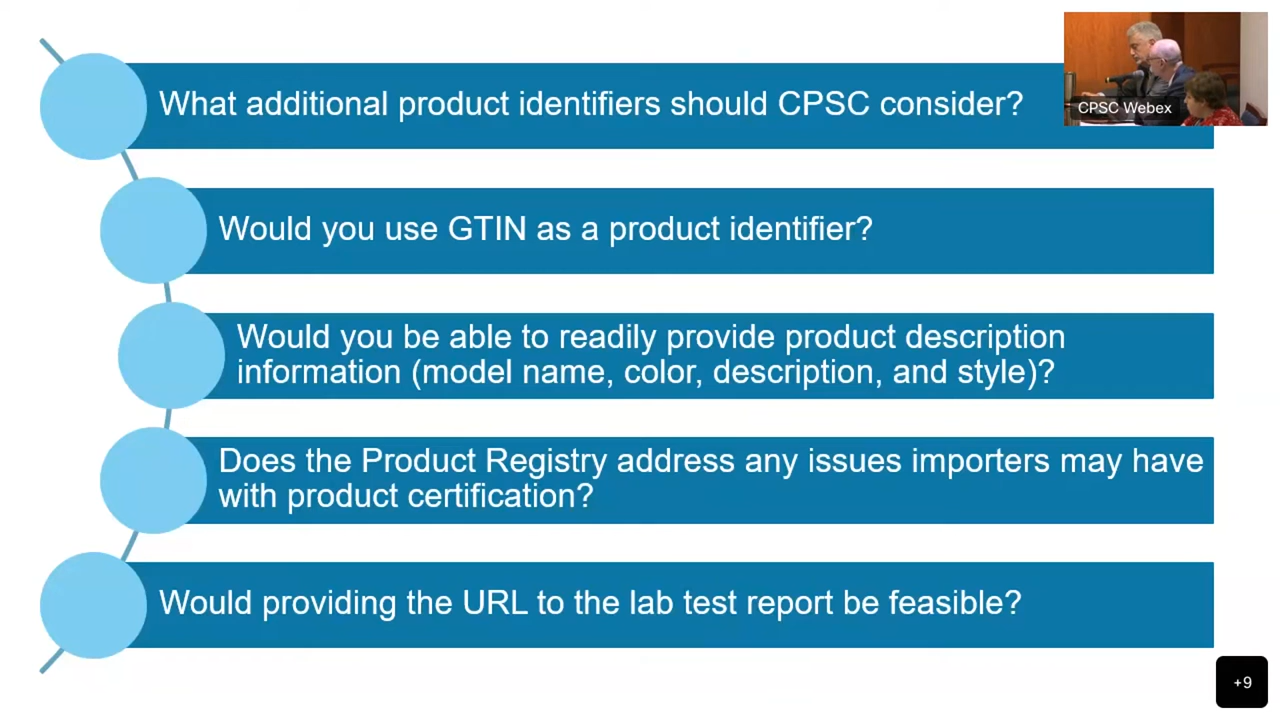 What additional product identifiers should CPSC consider?
CPSC Webex
Would you use GTIN as a product identifier?
Would you be able to readily provide product description
information (model name, color, description, and style)?
Does the Product Registry address any issues importers may have
with product certification?
Would providing the URL to the lab test report be feasible?
+9